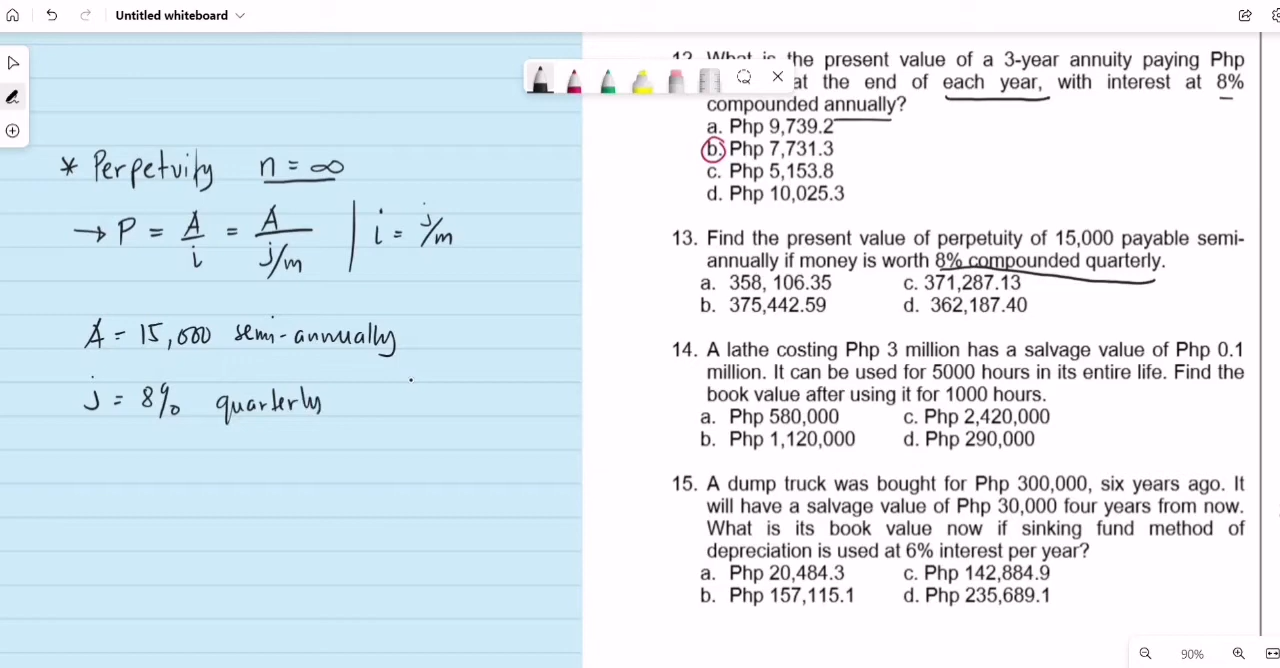 Untitled whiteboard
* Perpetuity n = ∞
→ P = A/i = A/(j/m) | i = j/m
A = 15,000 semi-annually
j = 8% quarterly
the present value of a 3-year annuity paying Php
at the end of each year, with interest at 8%
compounded annually?
a. Php 9,739.2
b. Php 7,731.3
c. Php 5,153.8
d. Php 10,025.3
13. Find the present value of perpetuity of 15,000 payable semi-
annually if money is worth 8% compounded quarterly.
a. 358, 106.35 c. 371,287.13
b. 375,442.59 d. 362,187.40
14. A lathe costing Php 3 million has a salvage value of Php 0.1
million. It can be used for 5000 hours in its entire life. Find the
book value after using it for 1000 hours.
a. Php 580,000 c. Php 2,420,000
b. Php 1,120,000 d. Php 290,000
15. A dump truck was bought for Php 300,000, six years ago. It
will have a salvage value of Php 30,000 four years from now.
What is its book value now if sinking fund method of
depreciation is used at 6% interest per year?
a. Php 20,484.3 c. Php 142,884.9
b. Php 157,115.1 d. Php 235,689.1
90%